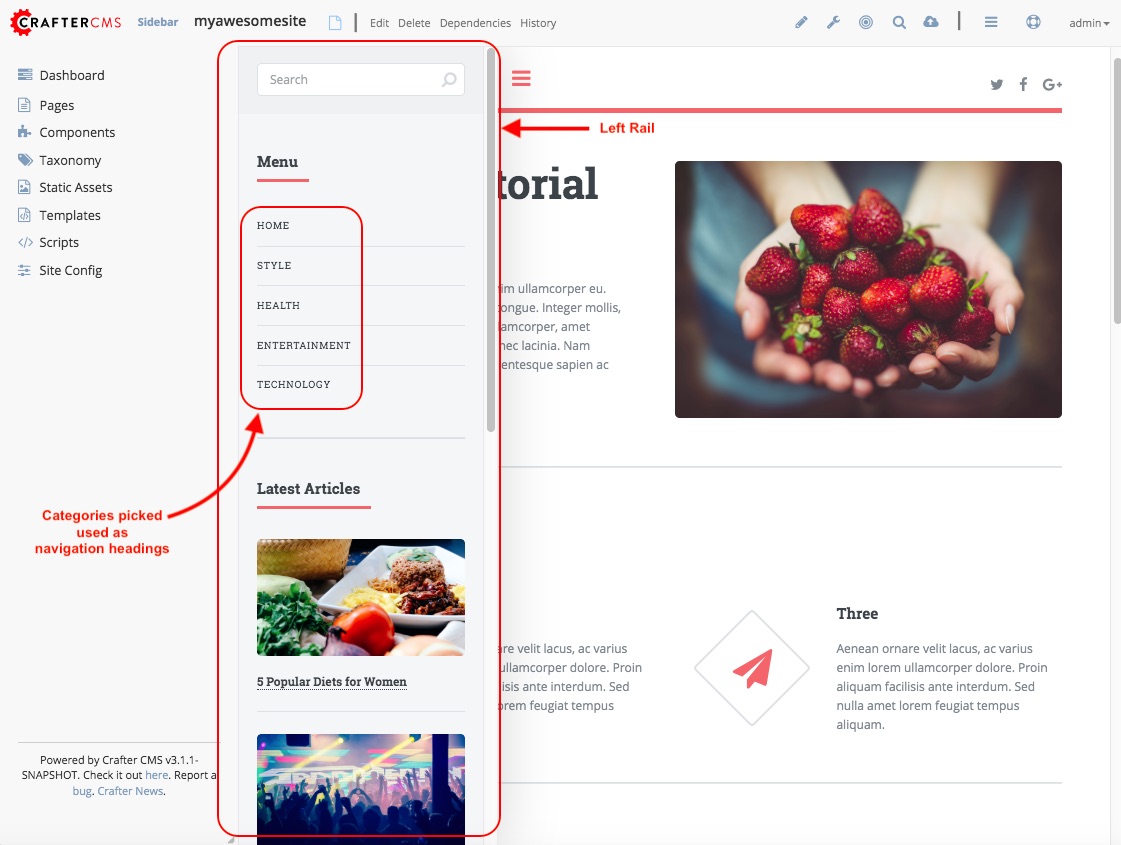 CRAFTERCMS Sidebar myawesomesite Edit Delete Dependencies History admin
Dashboard
Pages
Components
Taxonomy
Static Assets
Templates
Scripts
Site Config
Powered by Crafter CMS v3.1.1-
SNAPSHOT. Check it out here. Report a
bug. Crafter News.
Search
Menu
HOME
STYLE
HEALTH
ENTERTAINMENT
TECHNOLOGY
Categories picked
used as
navigation headings
Latest Articles
5 Popular Diets for Women
Left Rail
torial
im ullamcorper eu.
ongue. Integer mollis,
amcorper, amet
nec lacinia. Nam
entesque sapien ac
are velit lacus, ac varius
ullamcorper dolore. Proin
isis ante interdum. Sed
orem feugiat tempus
Three
Aenean ornare velit lacus, ac varius
enim lorem ullamcorper dolore. Proin
aliquam facilisis ante interdum. Sed
nulla amet lorem feugiat tempus
aliquam.